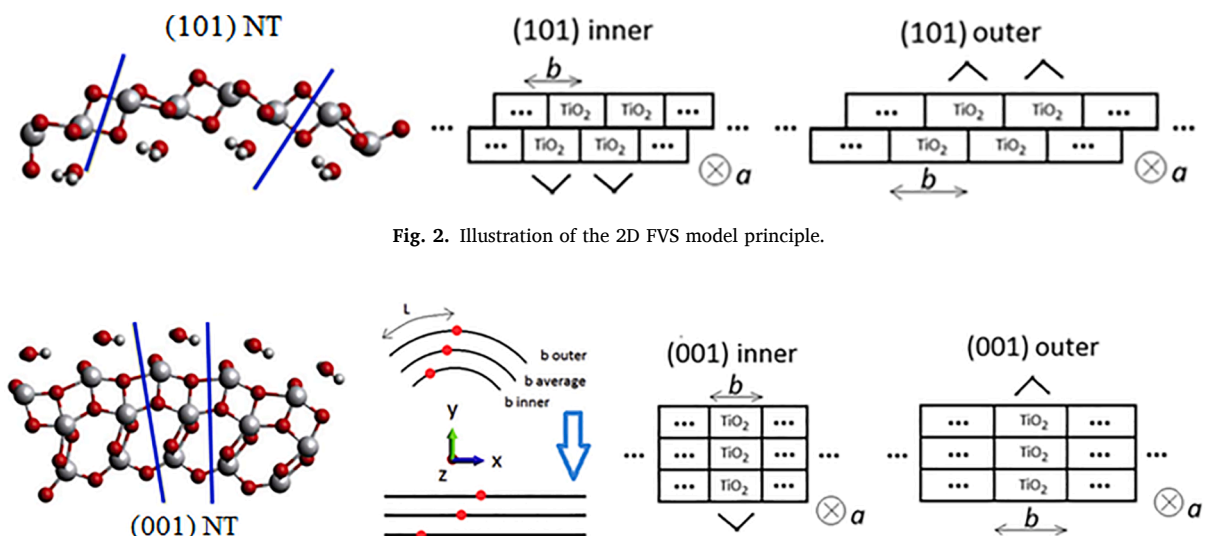 (101) NT
(101) inner
(101) outer
b
... TiO₂ TiO₂ ...
... ... TiO₂ TiO₂ ... ...
a
... TiO₂ TiO₂ ...
... ... TiO₂ TiO₂ ... ...
b
a
Fig. 2. Illustration of the 2D FVS model principle.
L
b outer
b average
b inner
y
x
z
(001) NT
(001) inner
b
... TiO₂ ...
... ... TiO₂ ... ...
... TiO₂ ...
a
(001) outer
... TiO₂ ...
... ... TiO₂ ... ...
... TiO₂ ...
b
a